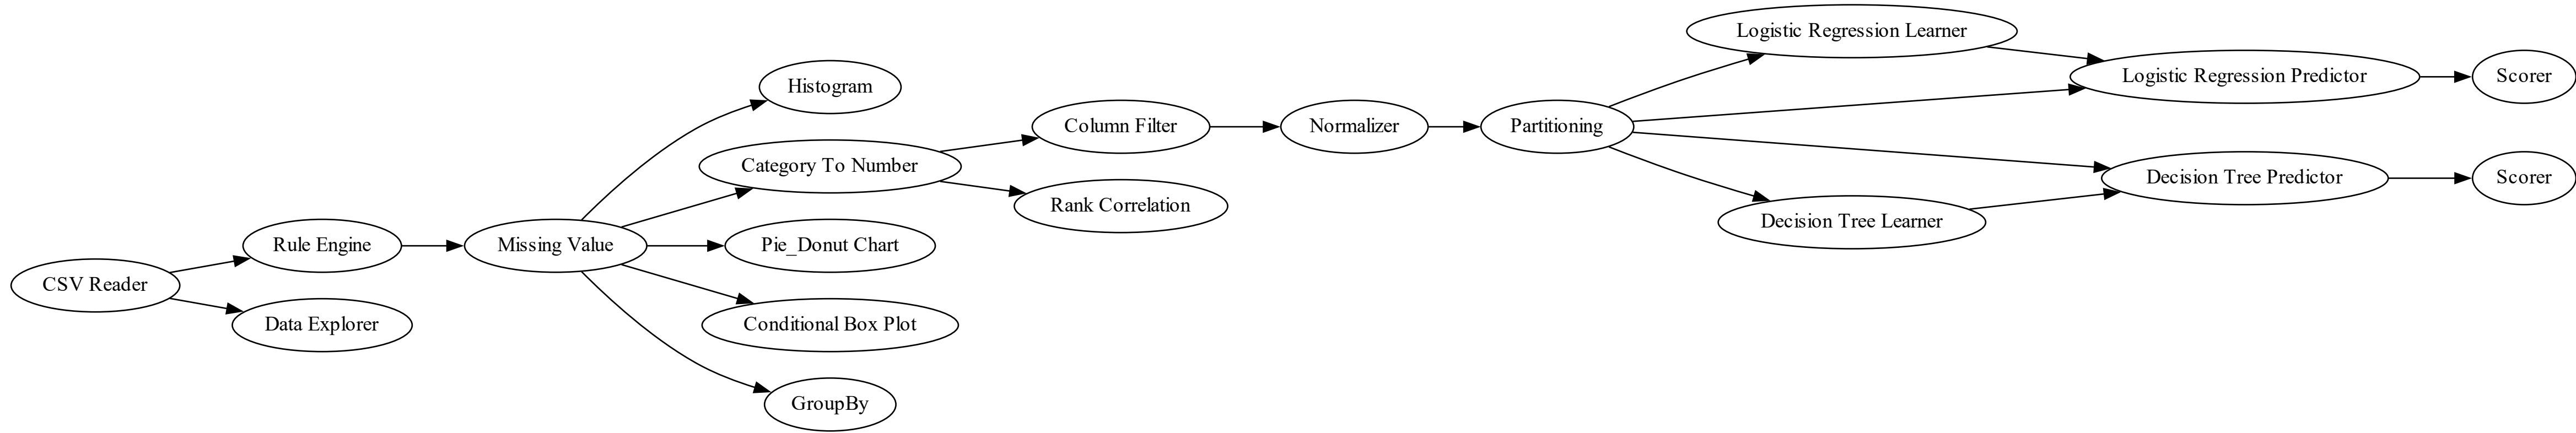 CSV Reader
Rule Engine
Data Explorer
Missing Value
Histogram
Category To Number
Pie_Donut Chart
Conditional Box Plot
GroupBy
Column Filter
Rank Correlation
Normalizer
Partitioning
Logistic Regression Learner
Decision Tree Learner
Logistic Regression Predictor
Decision Tree Predictor
Scorer
Scorer